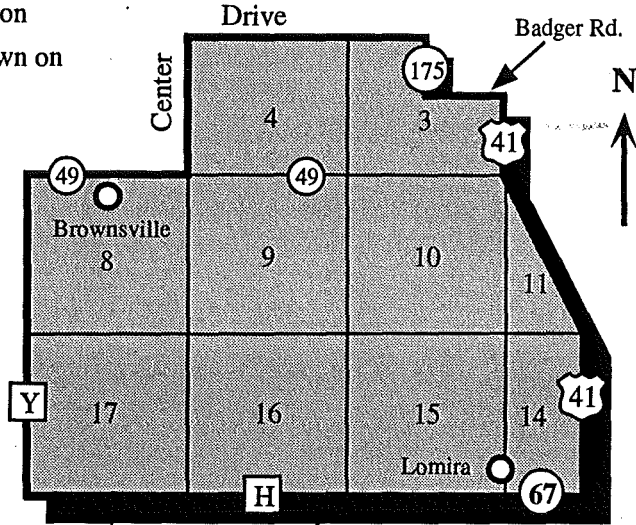 on
wn on
Drive
Badger Rd.
175
N
Center
4
3
41
49
49
Brownsville
8
9
10
11
Y
17
16
15
14
41
Lomira
H
67